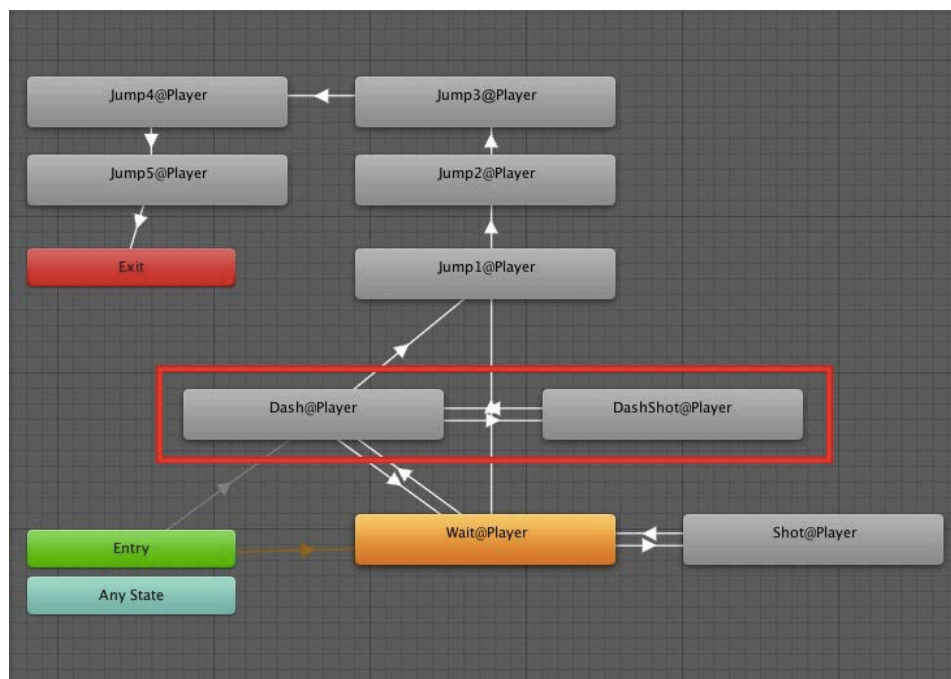 Jump4@Player
Jump3@Player
Jump5@Player
Jump2@Player
Exit
Jump1@Player
Dash@Player
DashShot@Player
Entry
Wait@Player
Shot@Player
Any State